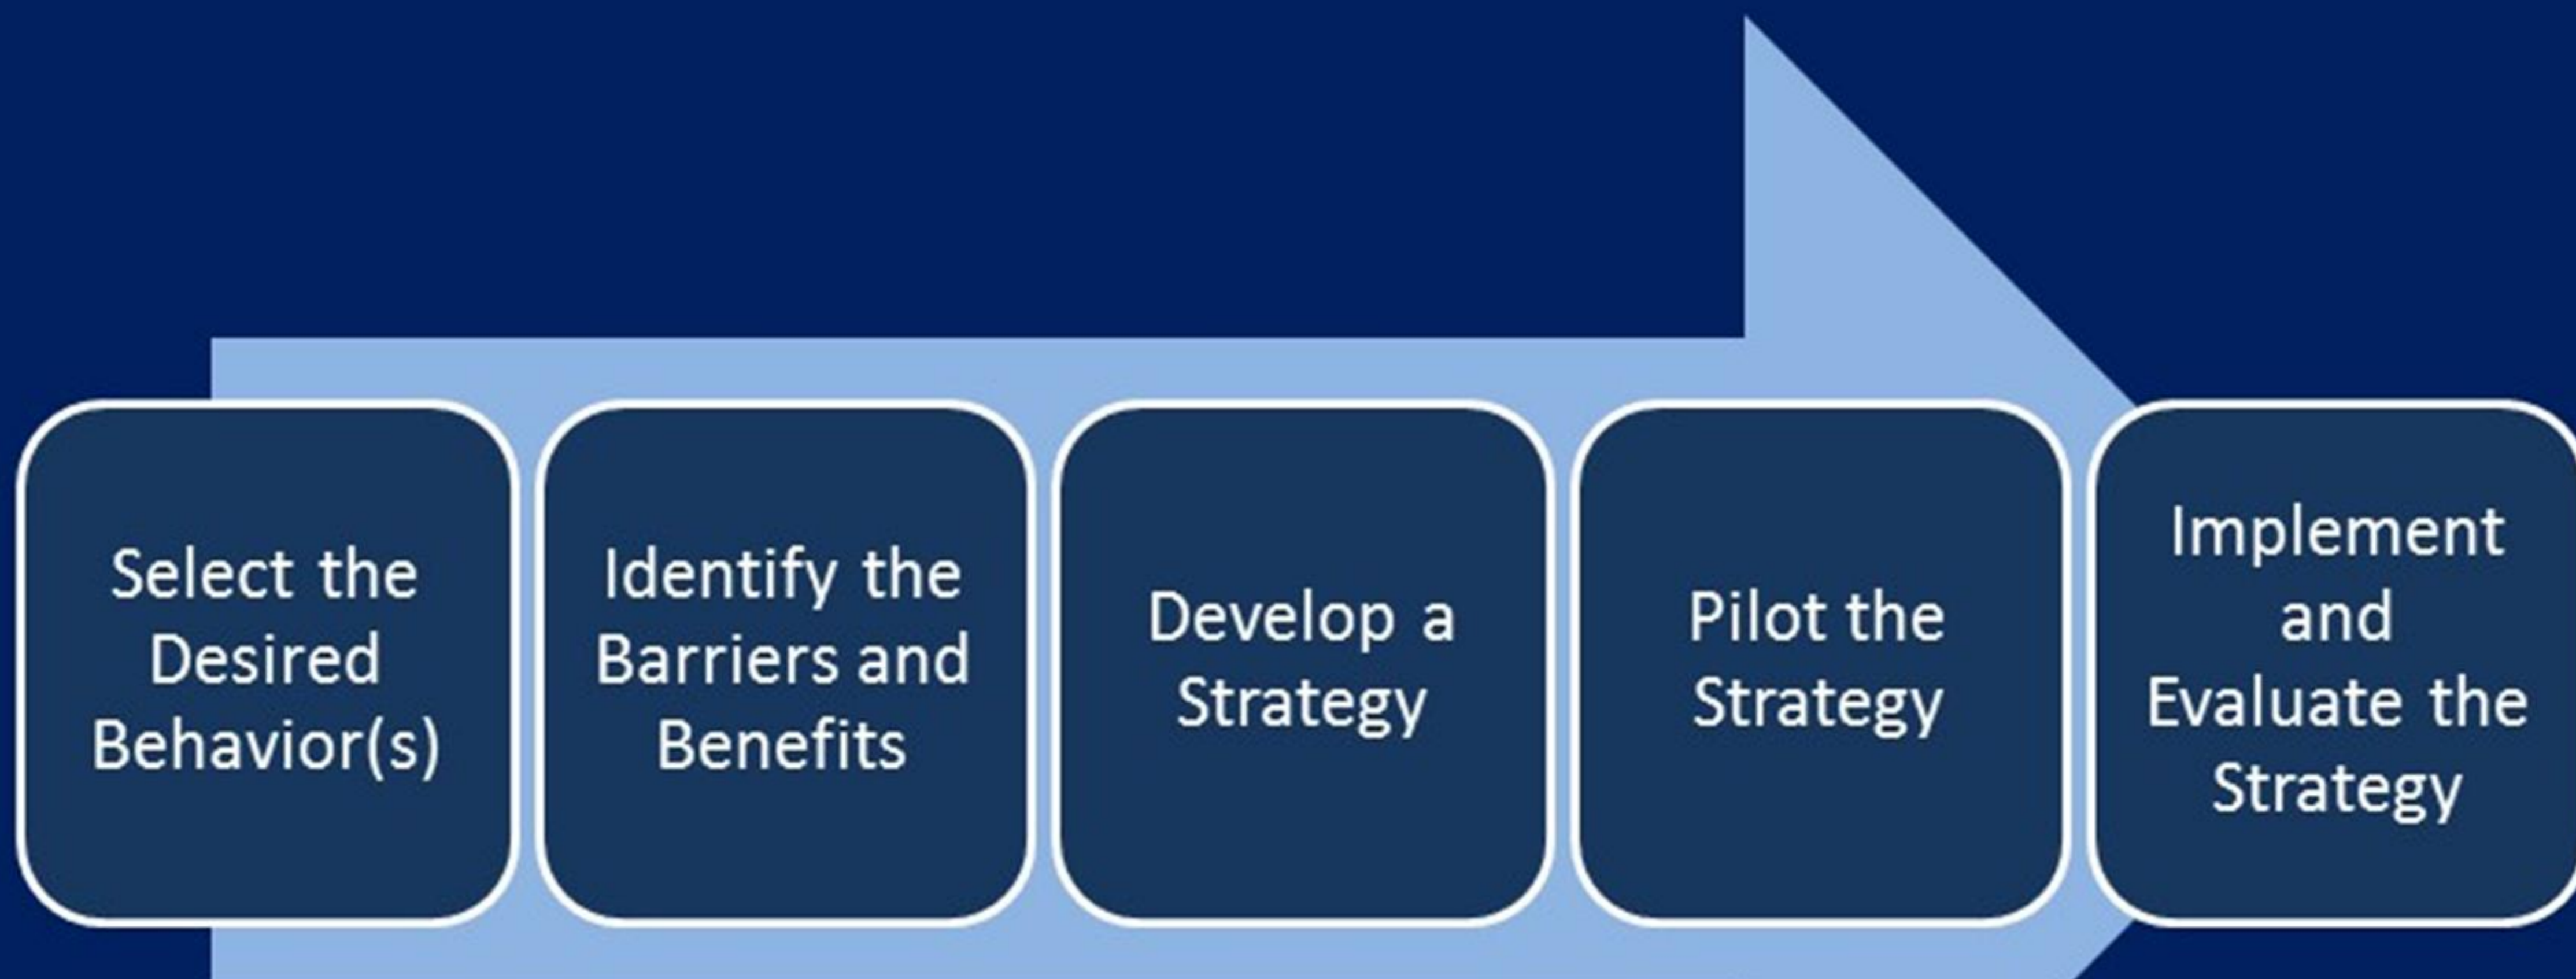 Select the
Desired
Behavior(s)
Identify the
Barriers and
Benefits
Develop a
Strategy
Pilot the
Strategy
Implement
and
Evaluate the
Strategy